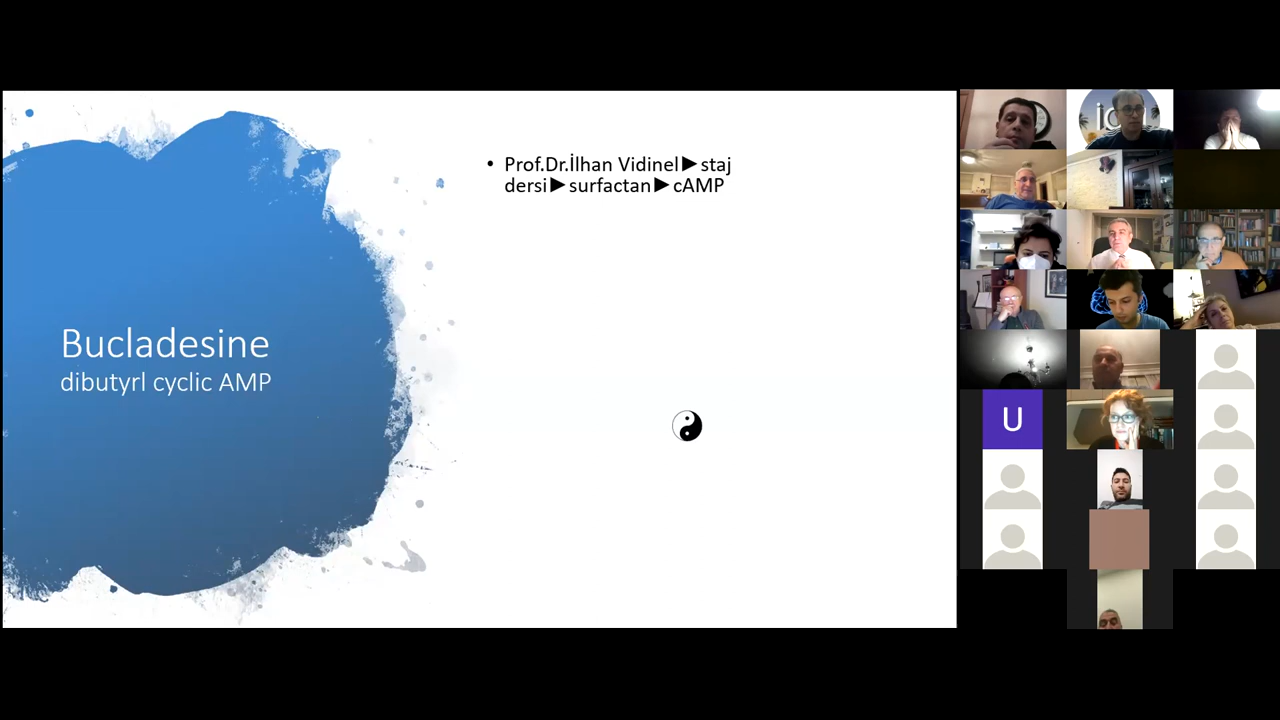 Bucladesine
dibutyrl cyclic AMP
• Prof.Dr.İlhan Vidinel►staj
dersi►surfactan►cAMP
U